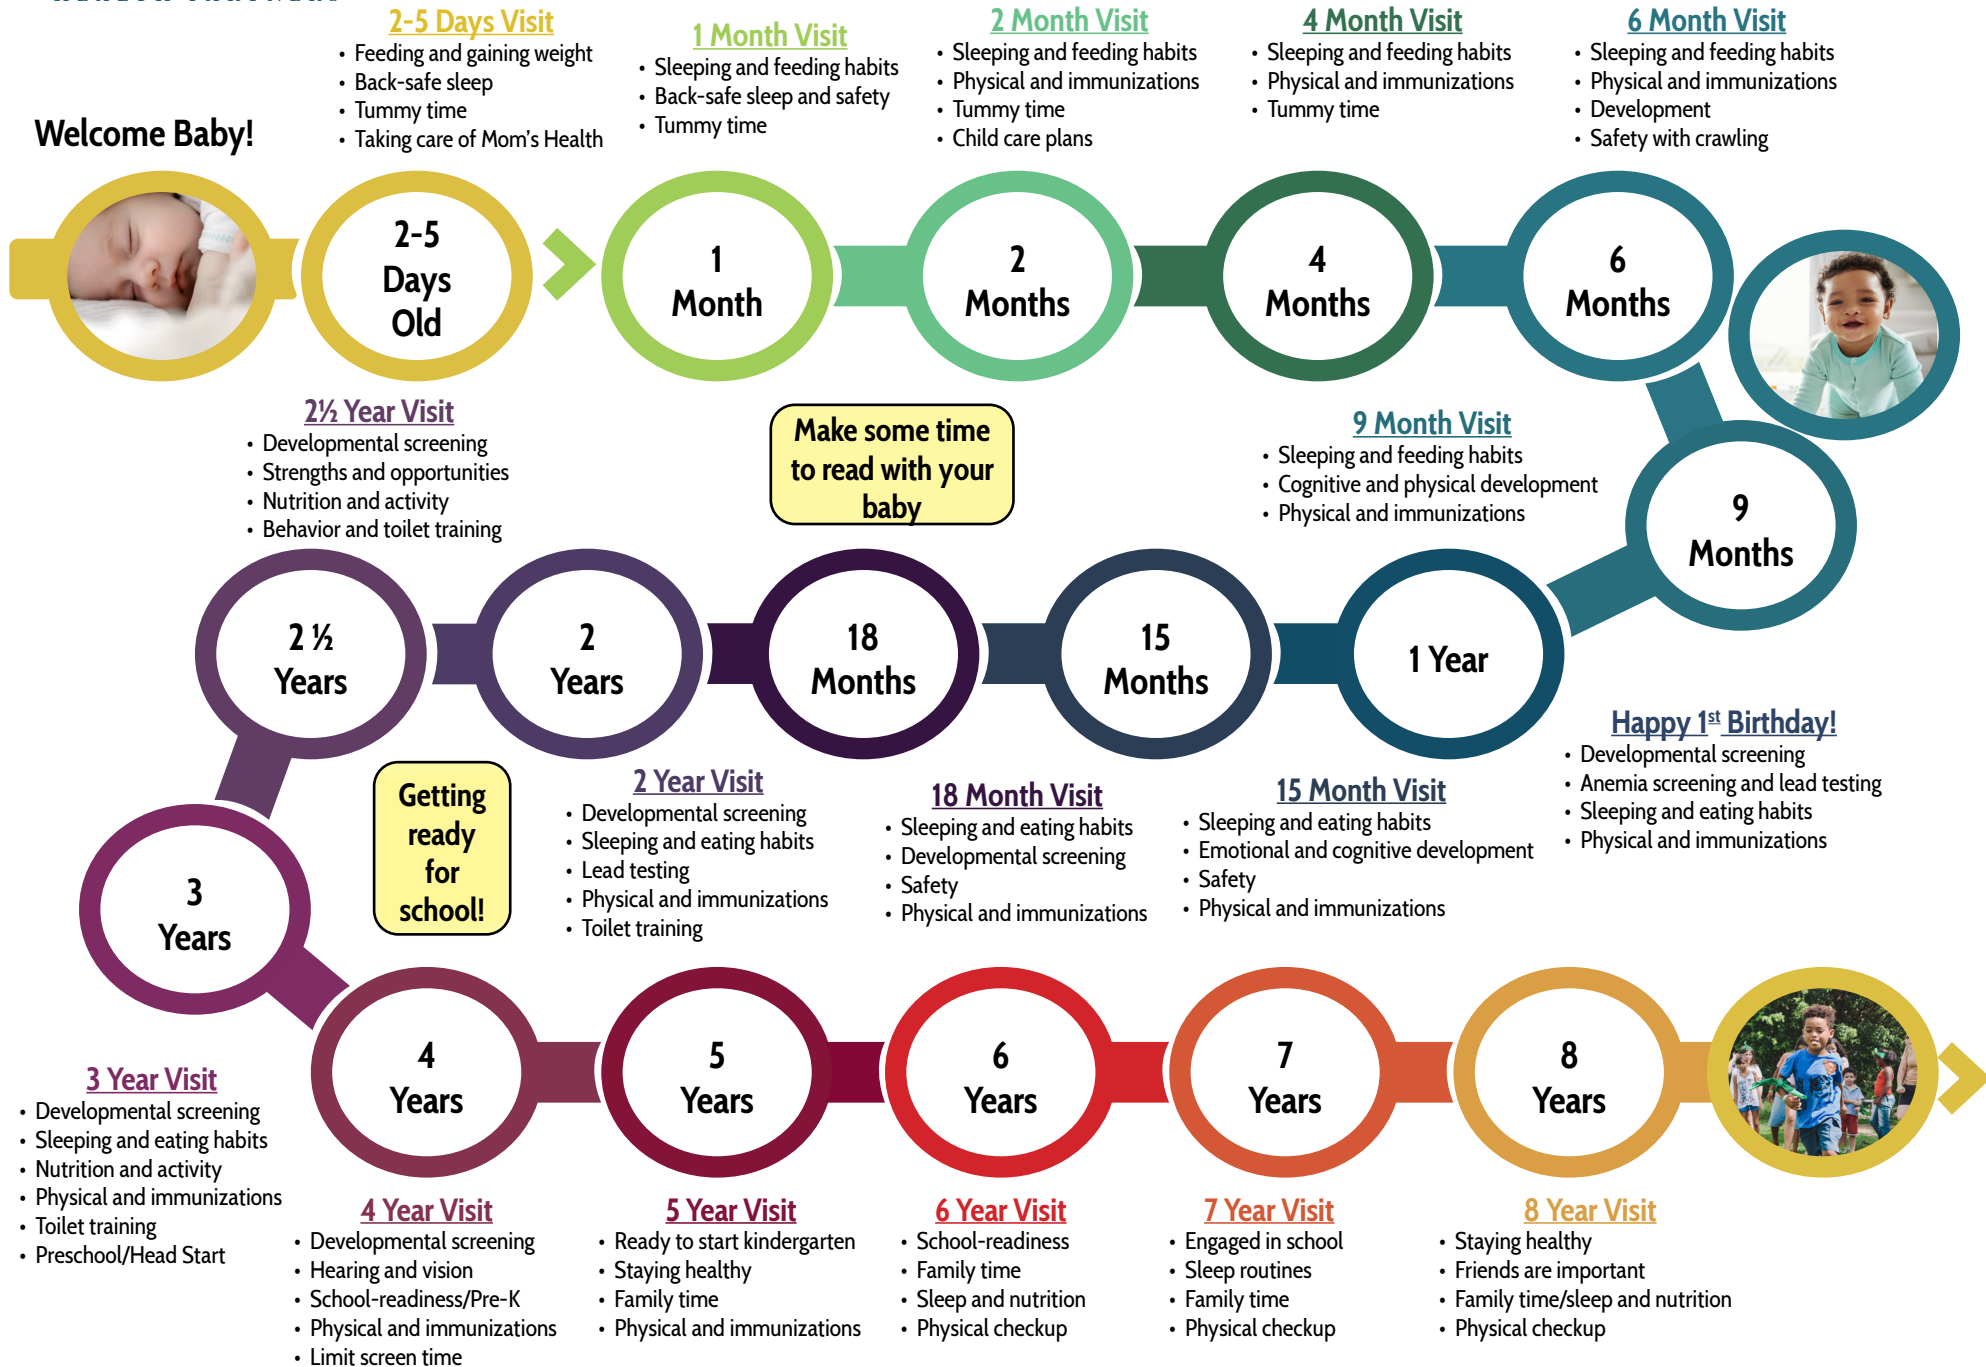 Welcome Baby!
2-5 Days Visit
• Feeding and gaining weight
• Back-safe sleep
• Tummy time
• Taking care of Mom's Health
1 Month Visit
• Sleeping and feeding habits
• Back-safe sleep and safety
• Tummy time
2 Month Visit
• Sleeping and feeding habits
• Physical and immunizations
• Tummy time
• Child care plans
4 Month Visit
• Sleeping and feeding habits
• Physical and immunizations
• Tummy time
6 Month Visit
• Sleeping and feeding habits
• Physical and immunizations
• Development
• Safety with crawling
2-5
Days
Old
1
Month
2
Months
4
Months
6
Months
2½ Year Visit
• Developmental screening
• Strengths and opportunities
• Nutrition and activity
• Behavior and toilet training
Make some time
to read with your
baby
9 Month Visit
• Sleeping and feeding habits
• Cognitive and physical development
• Physical and immunizations
9
Months
1 Year
15
Months
18
Months
2
Years
2 ½
Years
Happy 1st Birthday!
• Developmental screening
• Anemia screening and lead testing
• Sleeping and eating habits
• Physical and immunizations
15 Month Visit
• Sleeping and eating habits
• Emotional and cognitive development
• Safety
• Physical and immunizations
18 Month Visit
• Sleeping and eating habits
• Developmental screening
• Safety
• Physical and immunizations
2 Year Visit
• Developmental screening
• Sleeping and eating habits
• Lead testing
• Physical and immunizations
• Toilet training
Getting
ready
for
school!
3
Years
4
Years
5
Years
6
Years
7
Years
8
Years
3 Year Visit
• Developmental screening
• Sleeping and eating habits
• Nutrition and activity
• Physical and immunizations
• Toilet training
• Preschool/Head Start
4 Year Visit
• Developmental screening
• Hearing and vision
• School-readiness/Pre-K
• Physical and immunizations
• Limit screen time
5 Year Visit
• Ready to start kindergarten
• Staying healthy
• Family time
• Physical and immunizations
6 Year Visit
• School-readiness
• Family time
• Sleep and nutrition
• Physical checkup
7 Year Visit
• Engaged in school
• Sleep routines
• Family time
• Physical checkup
8 Year Visit
• Staying healthy
• Friends are important
• Family time/sleep and nutrition
• Physical checkup